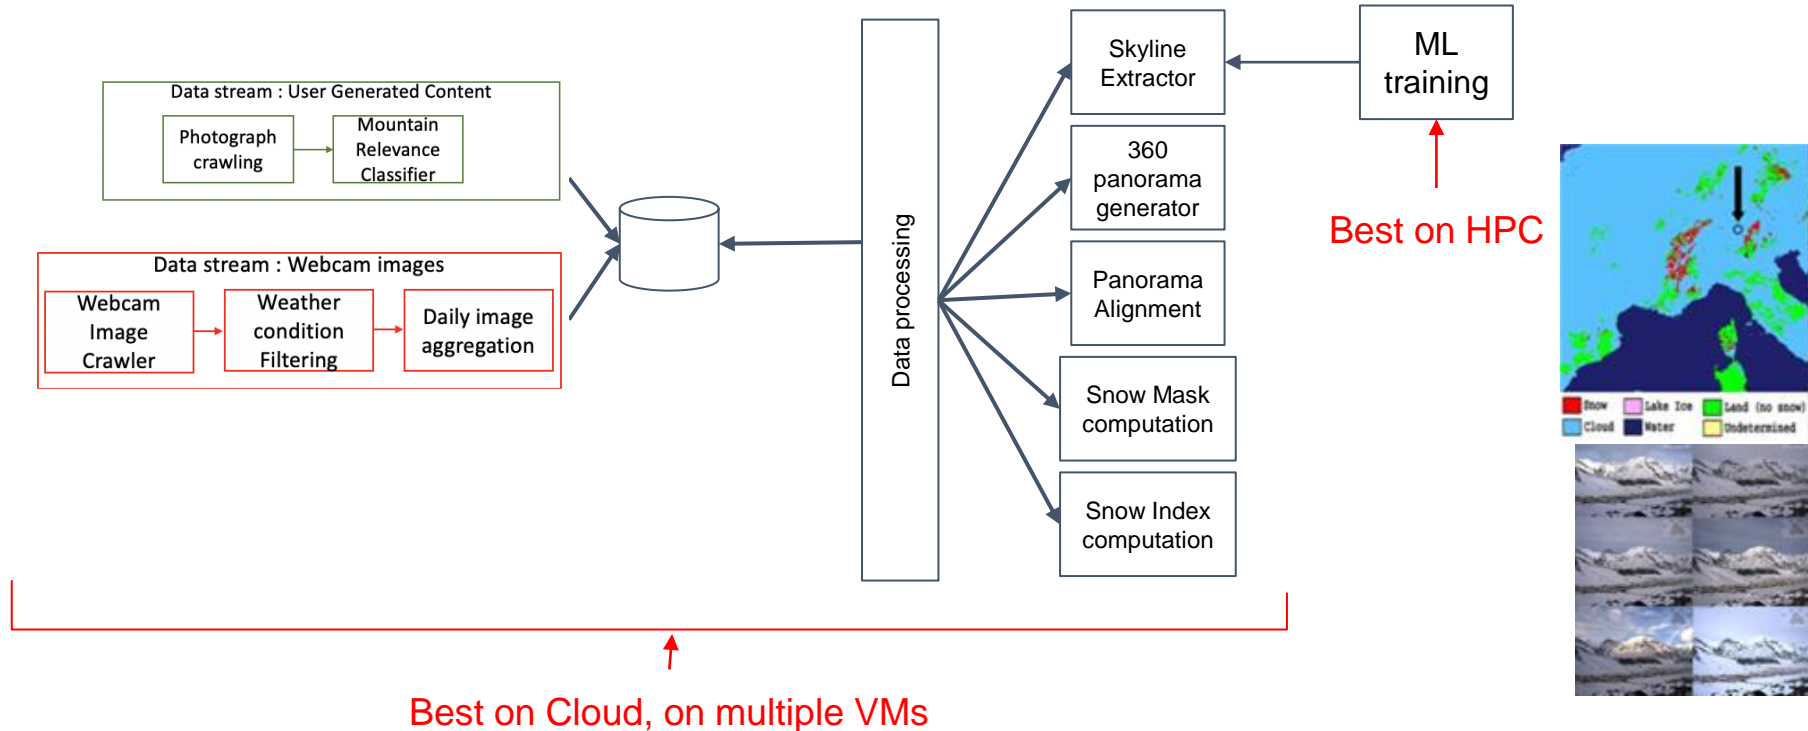 Data stream : User Generated Content
Photograph
crawling
Mountain
Relevance
Classifier
Data stream : Webcam images
Webcam
Image
Crawler
Weather
condition
Filtering
Daily image
aggregation
Data processing
Skyline
Extractor
360
panorama
generator
Panorama
Alignment
Snow Mask
computation
Snow Index
computation
ML
training
Best on HPC
Snow
Lake Ice
Land (no snow)
Cloud
Water
Undetermined
Best on Cloud, on multiple VMs